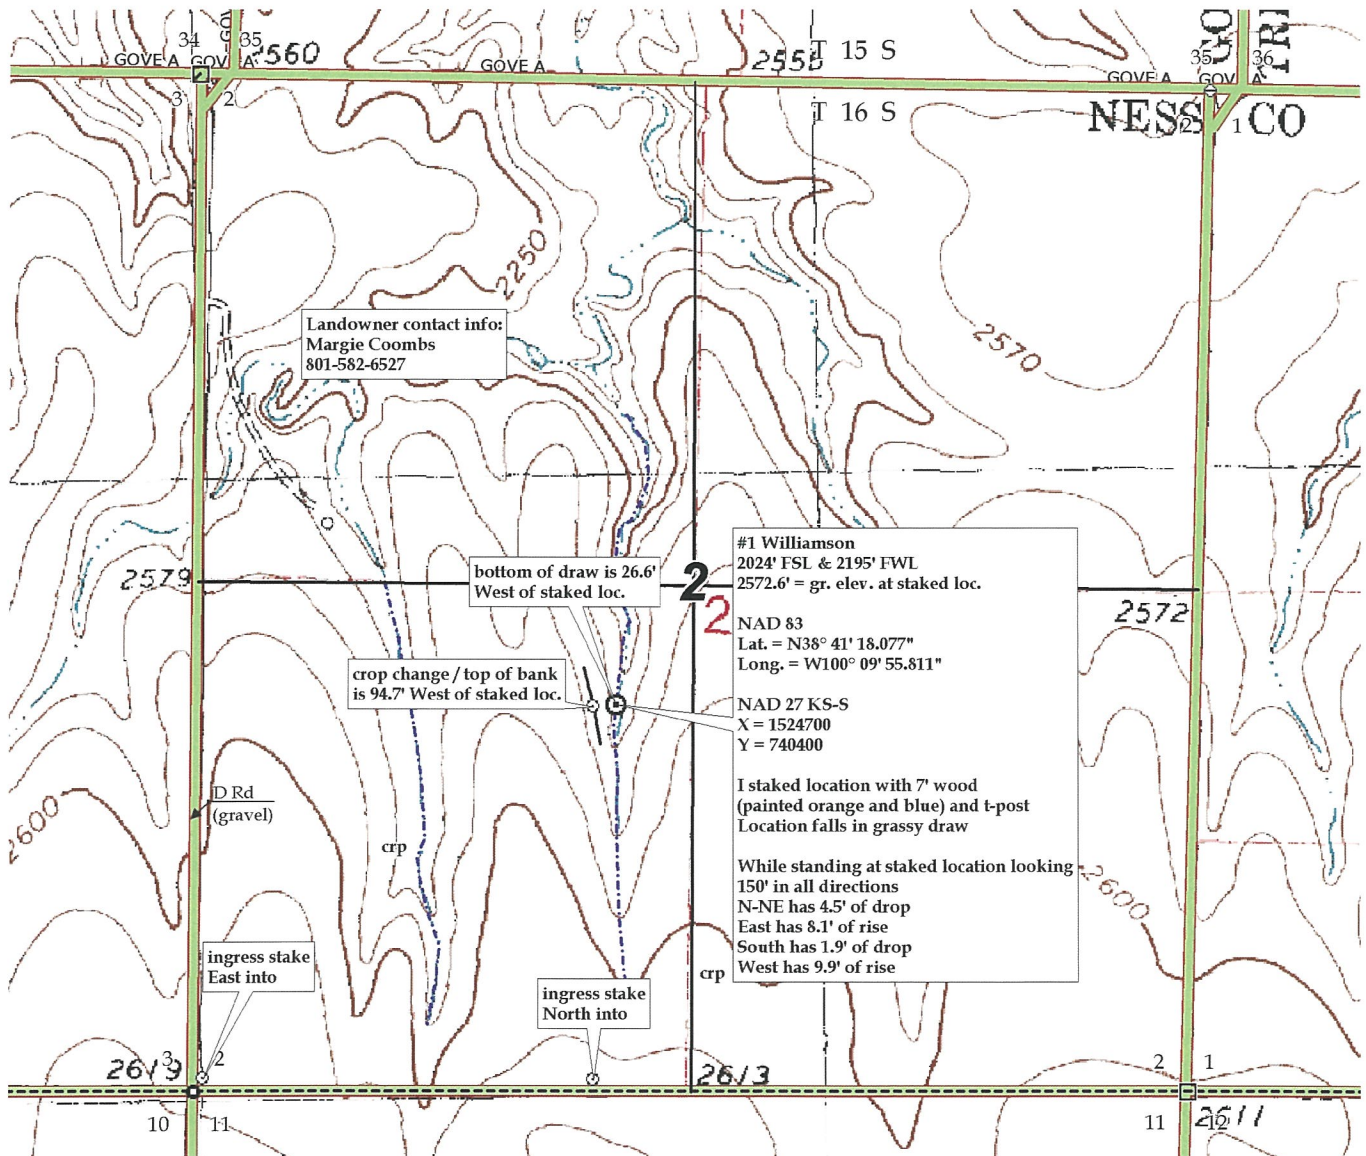 34
35
2560
GOVE A
GOV
A
GOV
GOVE A
2556
T 15 S
T 16 S
GOVE A
35
36
GOV
A
NESS CO
3
2
2
1
2250
Landowner contact info:
Margie Coombs
801-582-6527
2570
#1 Williamson
2024' FSL & 2195' FWL
2572.6' = gr. elev. at staked loc.
NAD 83
Lat. = N38° 41' 18.077"
Long. = W100° 09' 55.811"
NAD 27 KS-S
X = 1524700
Y = 740400
I staked location with 7' wood
(painted orange and blue) and t-post
Location falls in grassy draw
While standing at staked location looking
150' in all directions
N-NE has 4.5' of drop
East has 8.1' of rise
South has 1.9' of drop
West has 9.9' of rise
bottom of draw is 26.6'
West of staked loc.
2579
2
2
2572
crop change / top of bank
is 94.7' West of staked loc.
D Rd
(gravel)
2600
crp
2600
crp
ingress stake
East into
ingress stake
North into
3
2
2619
2613
2
1
10
11
11
12
2611